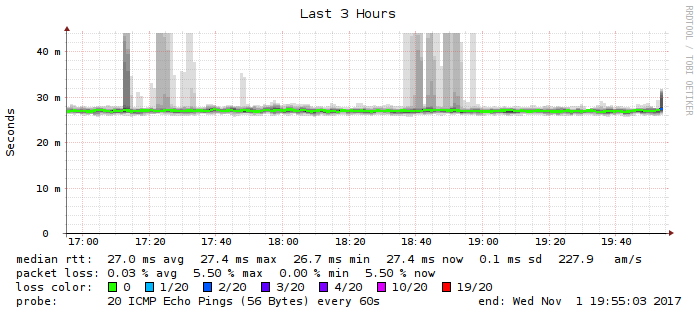 Last 3 Hours
RRDTOOL / TOBI OETIKER
Seconds
40 m
30 m
20 m
10 m
0
17:00 17:20 17:40 18:00 18:20 18:40 19:00 19:20 19:40
median rtt: 27.0 ms avg 27.4 ms max 26.7 ms min 27.4 ms now 0.1 ms sd 227.9 am/s
packet loss: 0.03 % avg 5.50 % max 0.00 % min 5.50 % now
loss color: 0 1/20 2/20 3/20 4/20 10/20 19/20
probe: 20 ICMP Echo Pings (56 Bytes) every 60s end: Wed Nov 1 19:55:03 2017